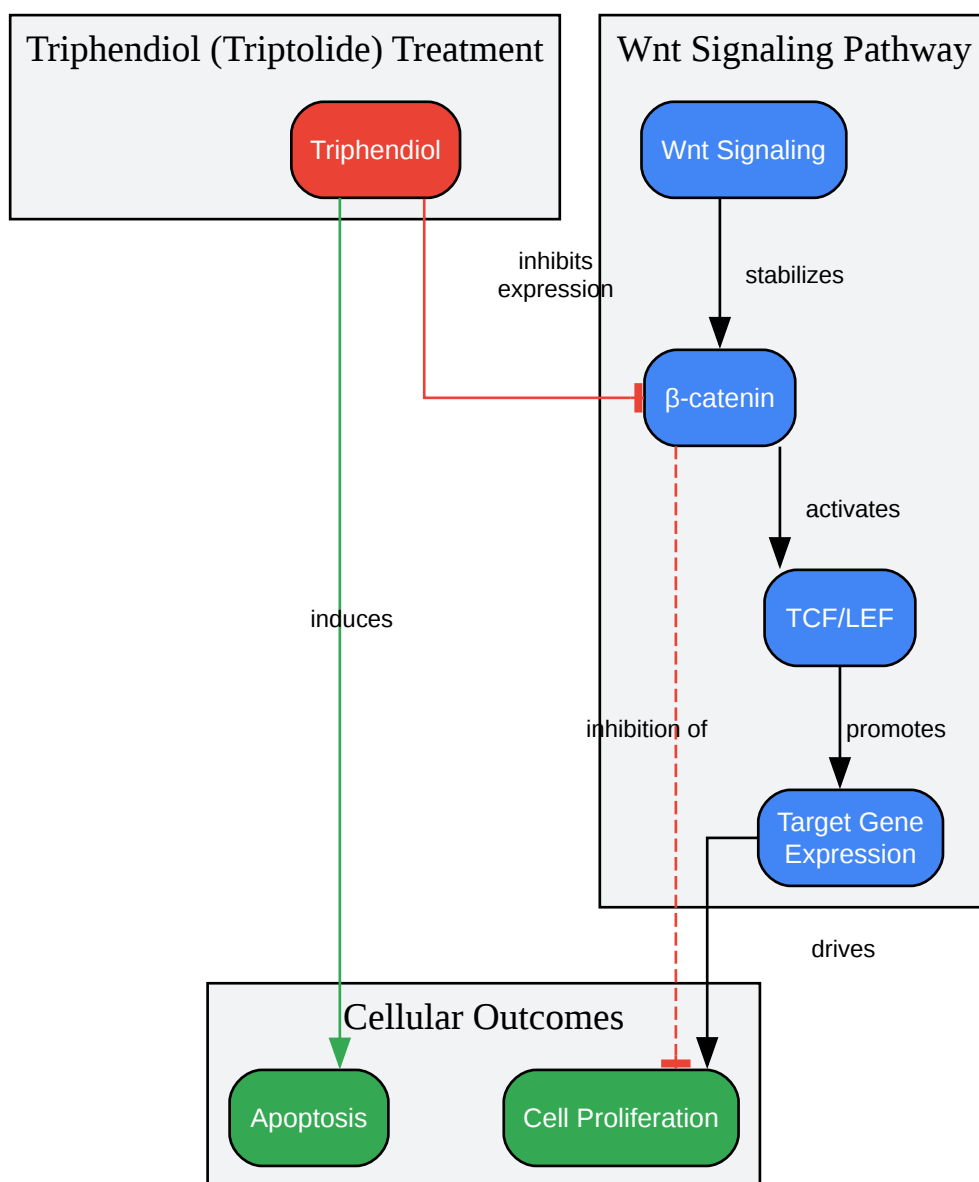 Triphendiol (Triptolide) Treatment
Wnt Signaling Pathway
Triphendiol
Wnt Signaling
inhibits
expression
stabilizes
β-catenin
activates
TCF/LEF
induces
inhibition of
promotes
Target Gene
Expression
drives
Cellular Outcomes
Apoptosis
Cell Proliferation